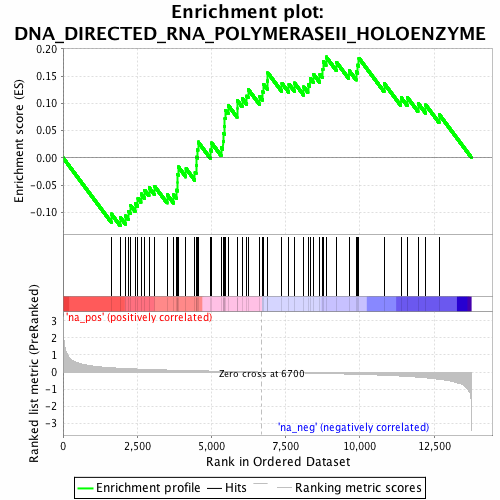 Enrichment plot:
DNA_DIRECTED_RNA_POLYMERASEII_HOLOENZYME
Enrichment score (ES)
0.20
0.15
0.10
0.05
0.00
-0.05
-0.10
Ranked list metric (PreRanked)
3
2
1
0
-1
-2
-3
'na_pos' (positively correlated)
Zero cross at 6700
'na_neg' (negatively correlated)
0
2,500
5,000
7,500
10,000
12,500
Rank in Ordered Dataset
Enrichment profile
Hits
Ranking metric scores